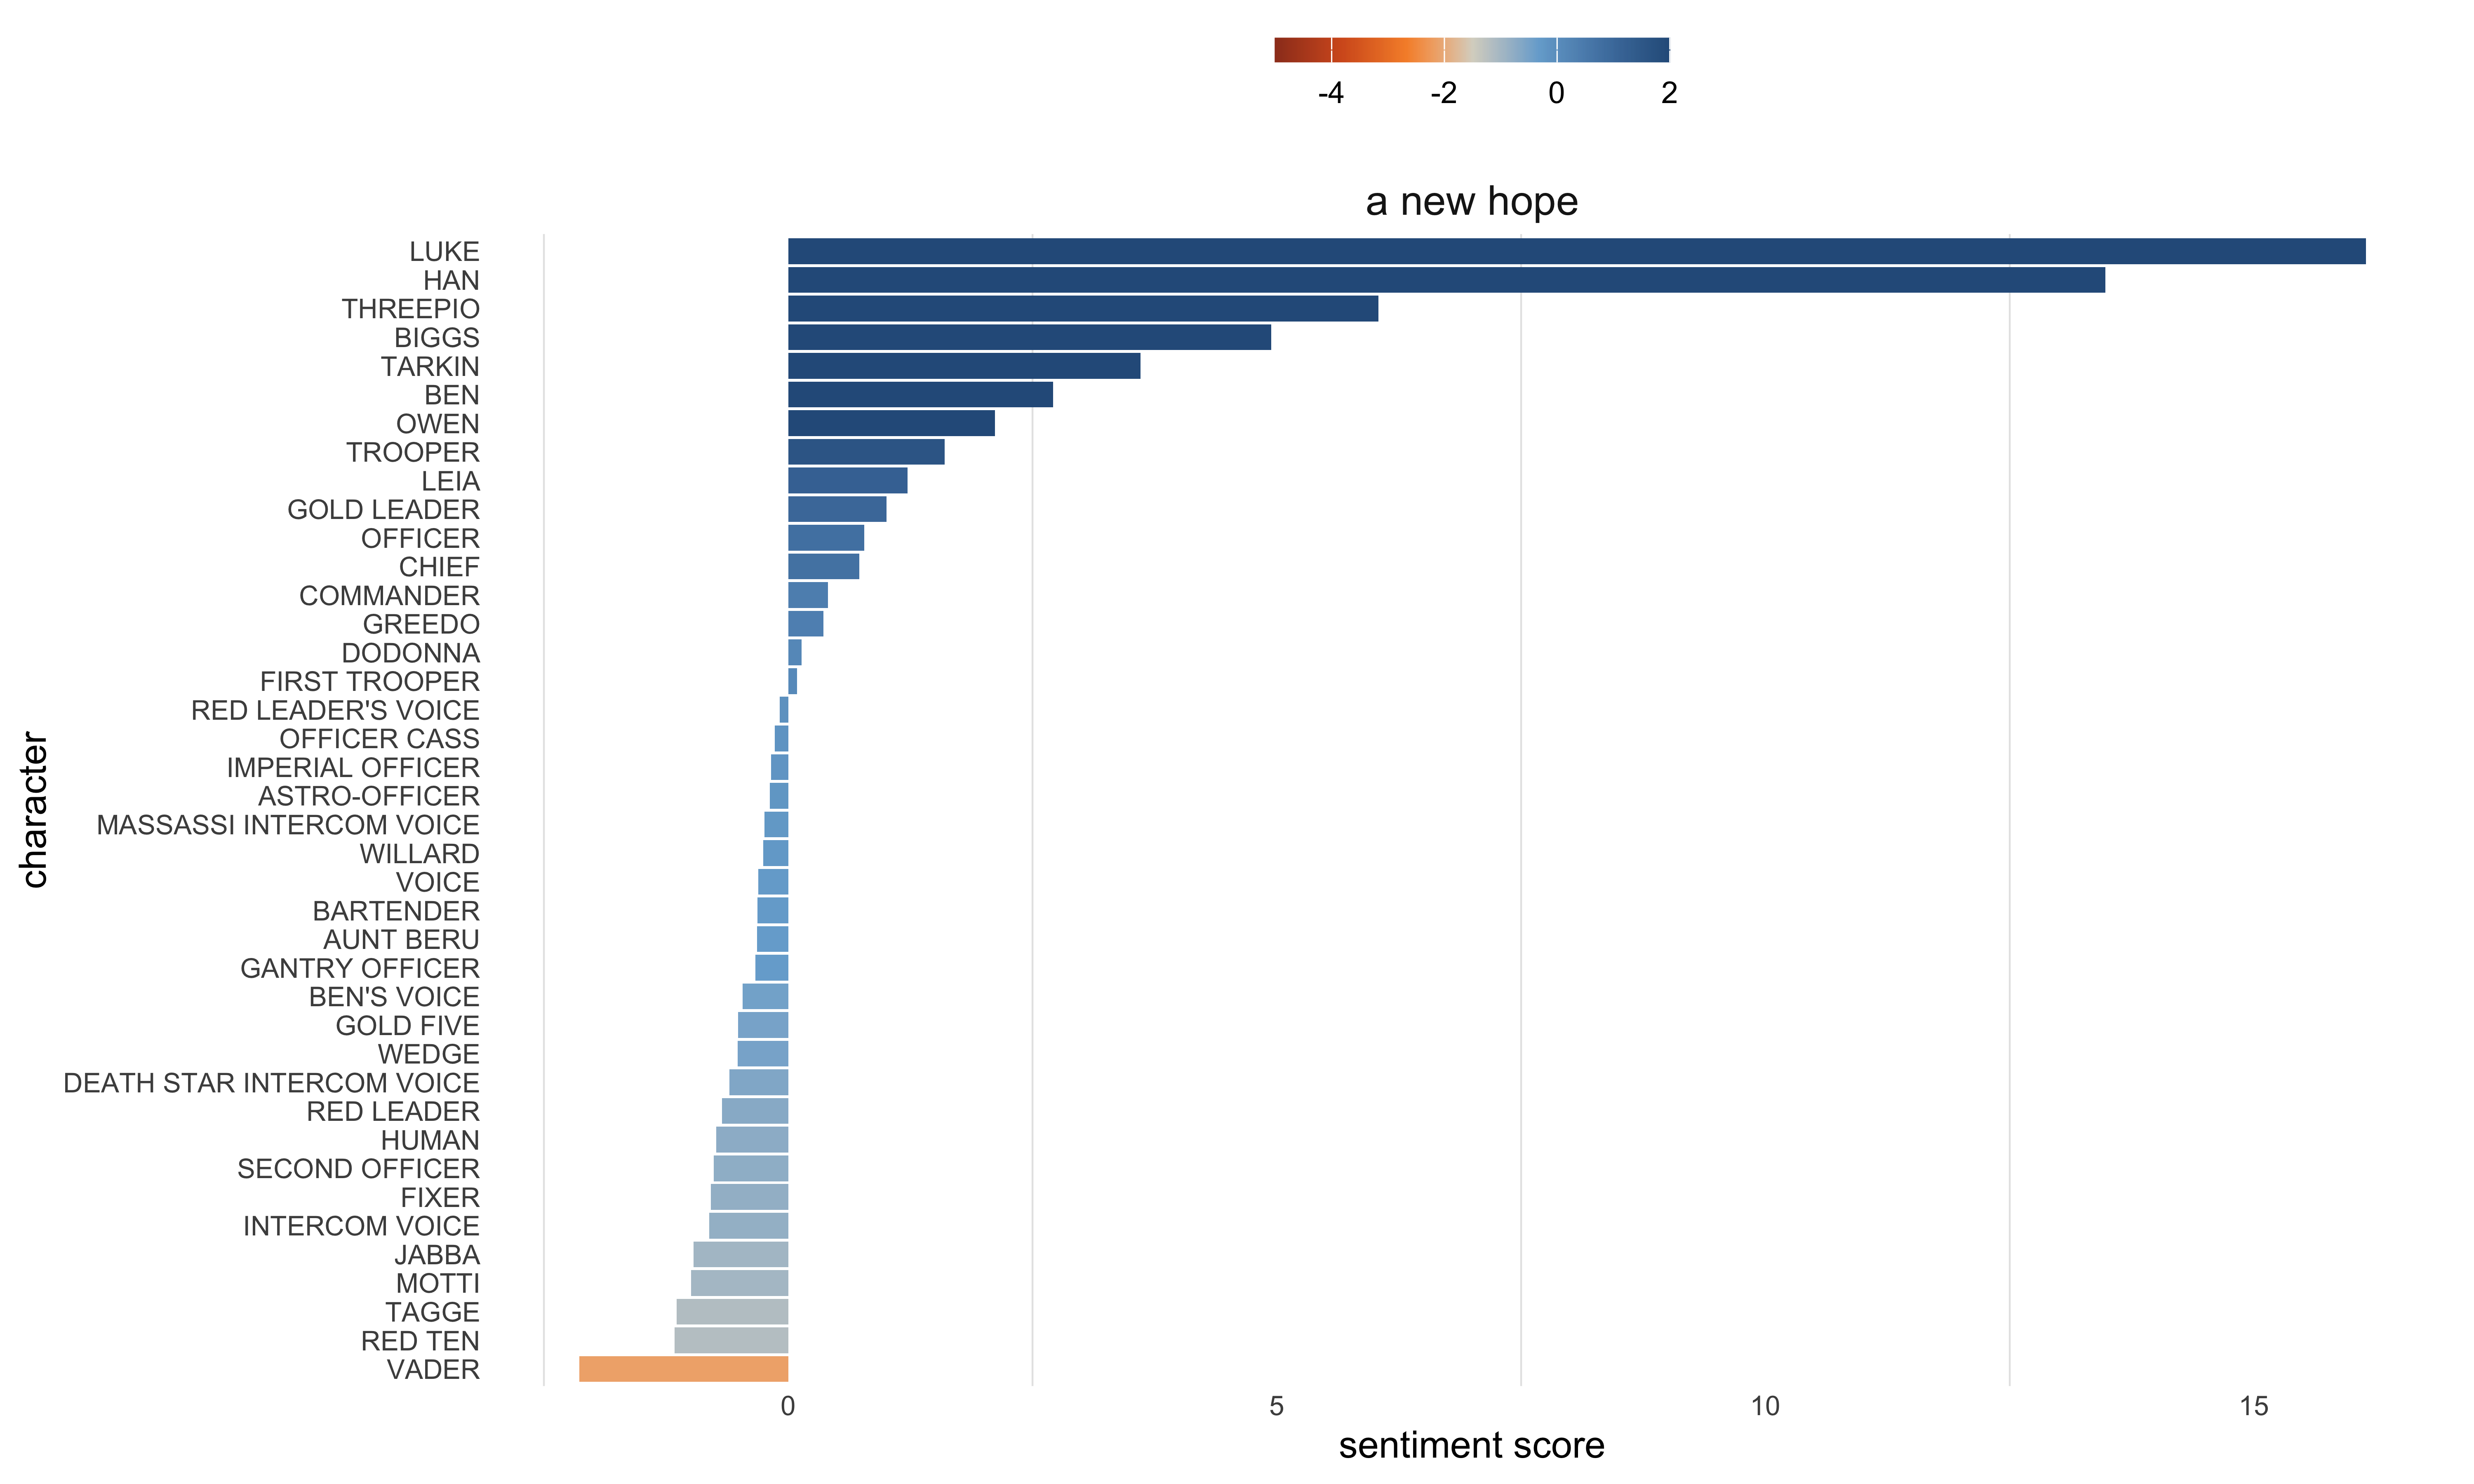 -4 -2 0 2
a new hope
LUKE
HAN
THREEPIO
BIGGS
TARKIN
BEN
OWEN
TROOPER
LEIA
GOLD LEADER
OFFICER
CHIEF
COMMANDER
GREEDO
DODONNA
FIRST TROOPER
RED LEADER'S VOICE
OFFICER CASS
IMPERIAL OFFICER
ASTRO-OFFICER
MASSASSI INTERCOM VOICE
WILLARD
VOICE
BARTENDER
AUNT BERU
GANTRY OFFICER
BEN'S VOICE
GOLD FIVE
WEDGE
DEATH STAR INTERCOM VOICE
RED LEADER
HUMAN
SECOND OFFICER
FIXER
INTERCOM VOICE
JABBA
MOTTI
TAGGE
RED TEN
VADER
character
0 5 10 15
sentiment score